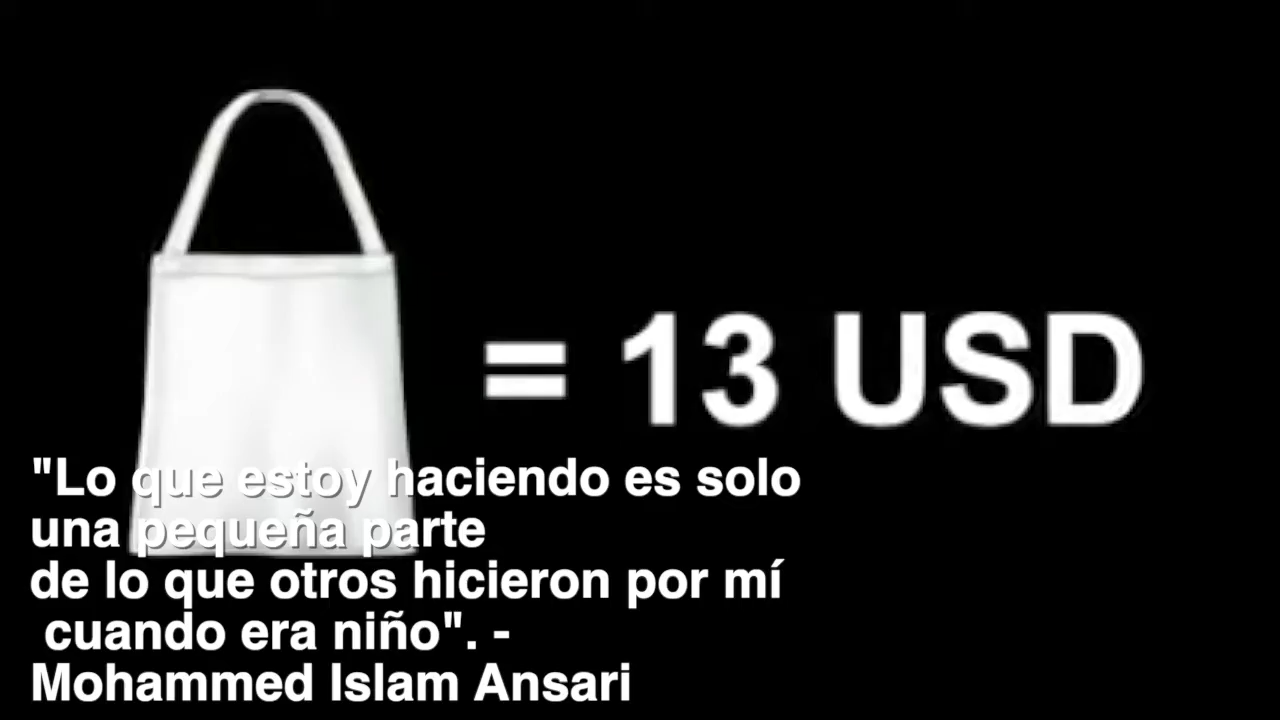 = 13 USD
"Lo que estoy haciendo es solo
una pequeña parte
de lo que otros hicieron por mí
cuando era niño". -
Mohammed Islam Ansari